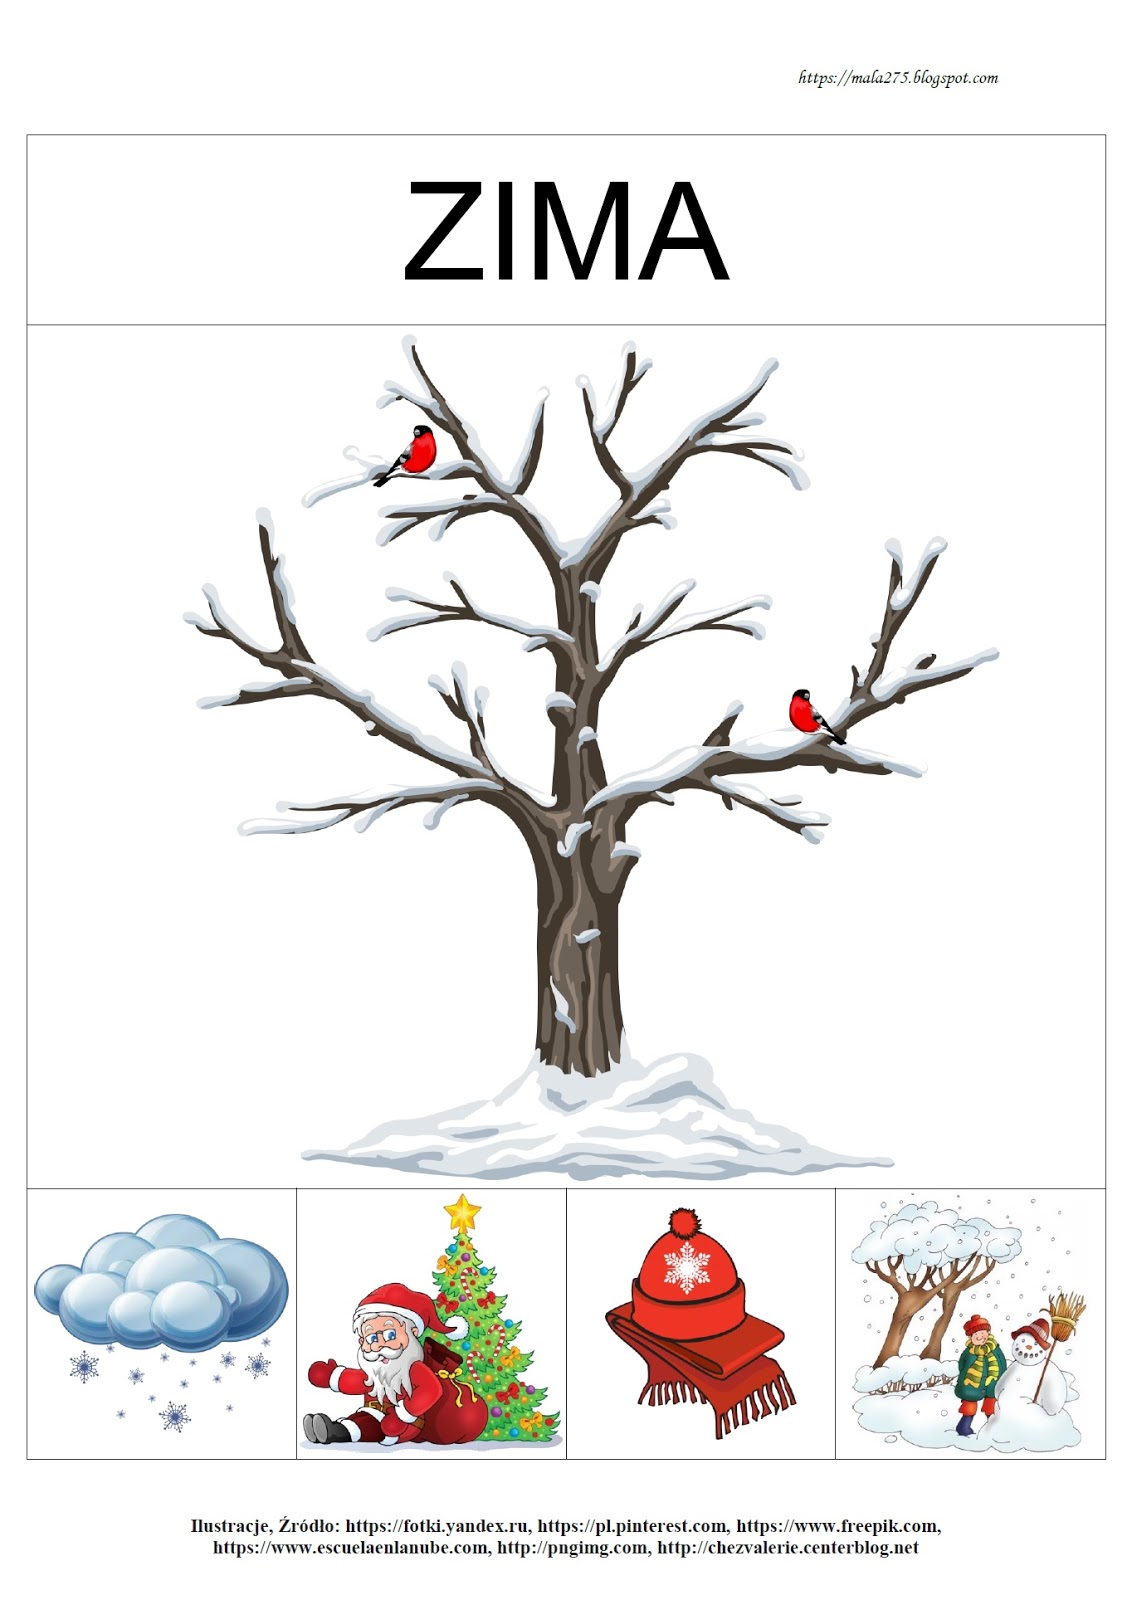 https://mala275.blogspot.com
ZIMA
Ilustracje, Źródło: https://fotki.yandex.ru, https://pl.pinterest.com, https://www.freepik.com,
https://www.escuelaenlanube.com, http://pngimg.com, http://chezvalerie.centerblog.net